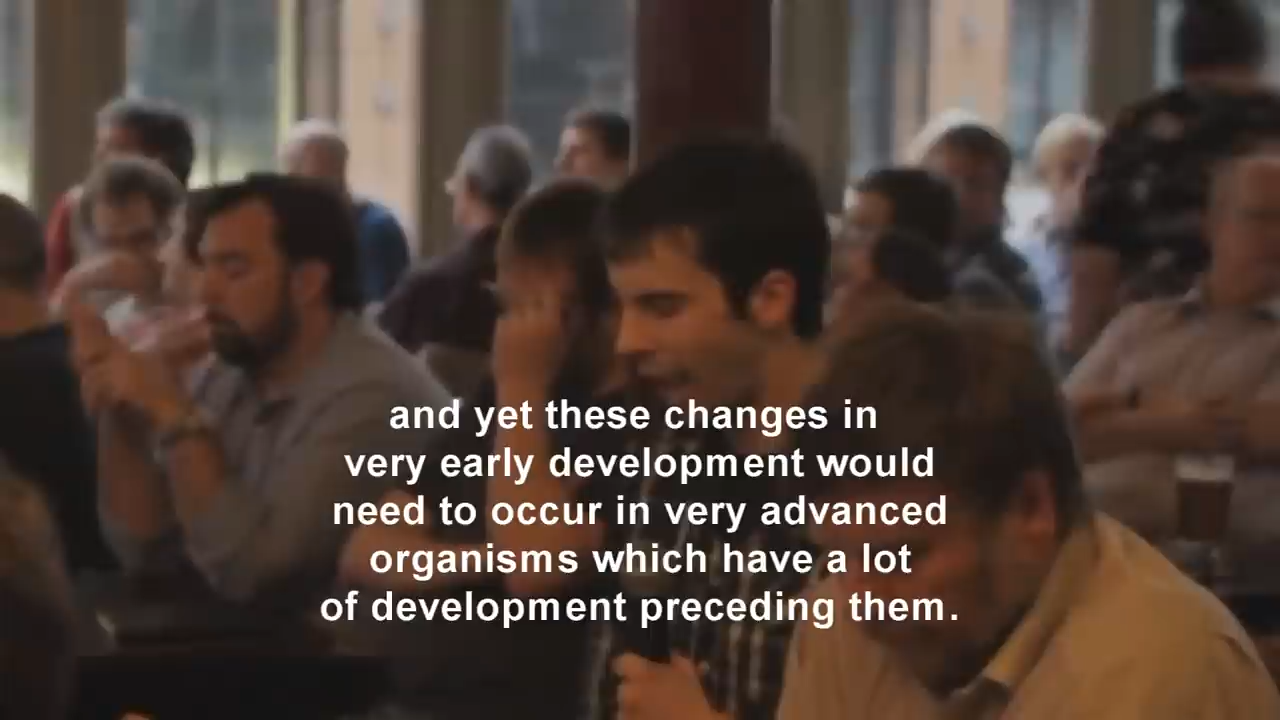 and yet these changes in
very early development would
need to occur in very advanced
organisms which have a lot
of development preceding them.